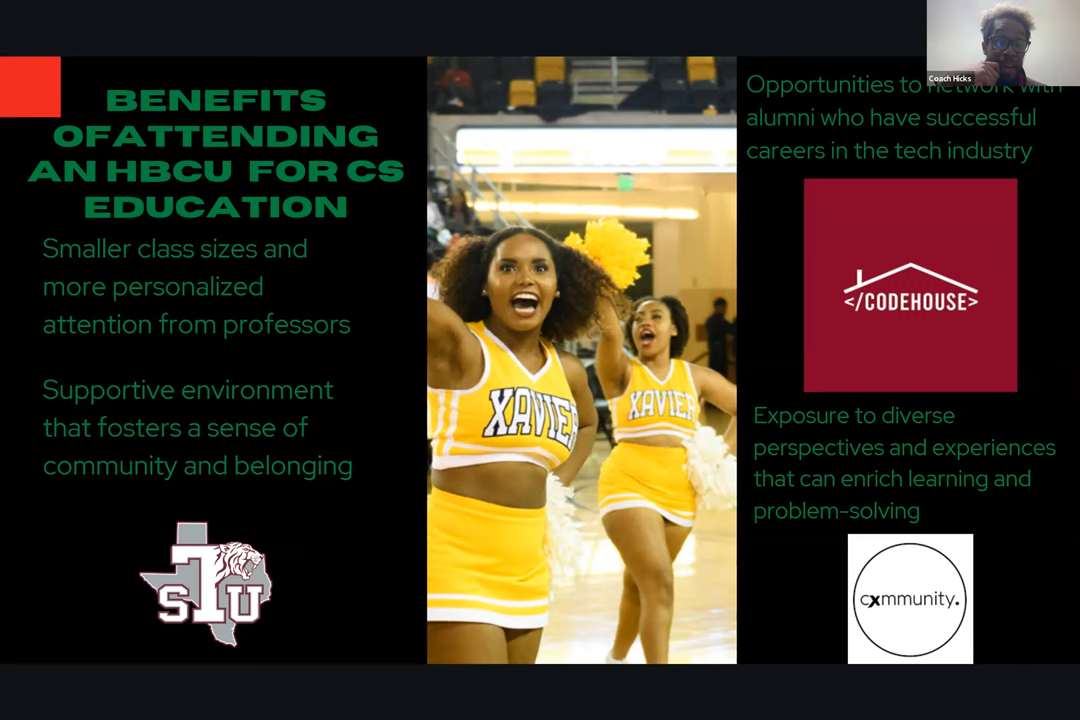 BENEFITS
OFATTENDING
AN HBCU FOR CS
EDUCATION
Smaller class sizes and
more personalized
attention from professors
Supportive environment
that fosters a sense of
community and belonging
STU
XAVIER
XAVIER
Coach Hicks
Opportunities to network with
alumni who have successful
careers in the tech industry
</CODEHOUSE>
Exposure to diverse
perspectives and experiences
that can enrich learning and
problem-solving
cxmmunity.